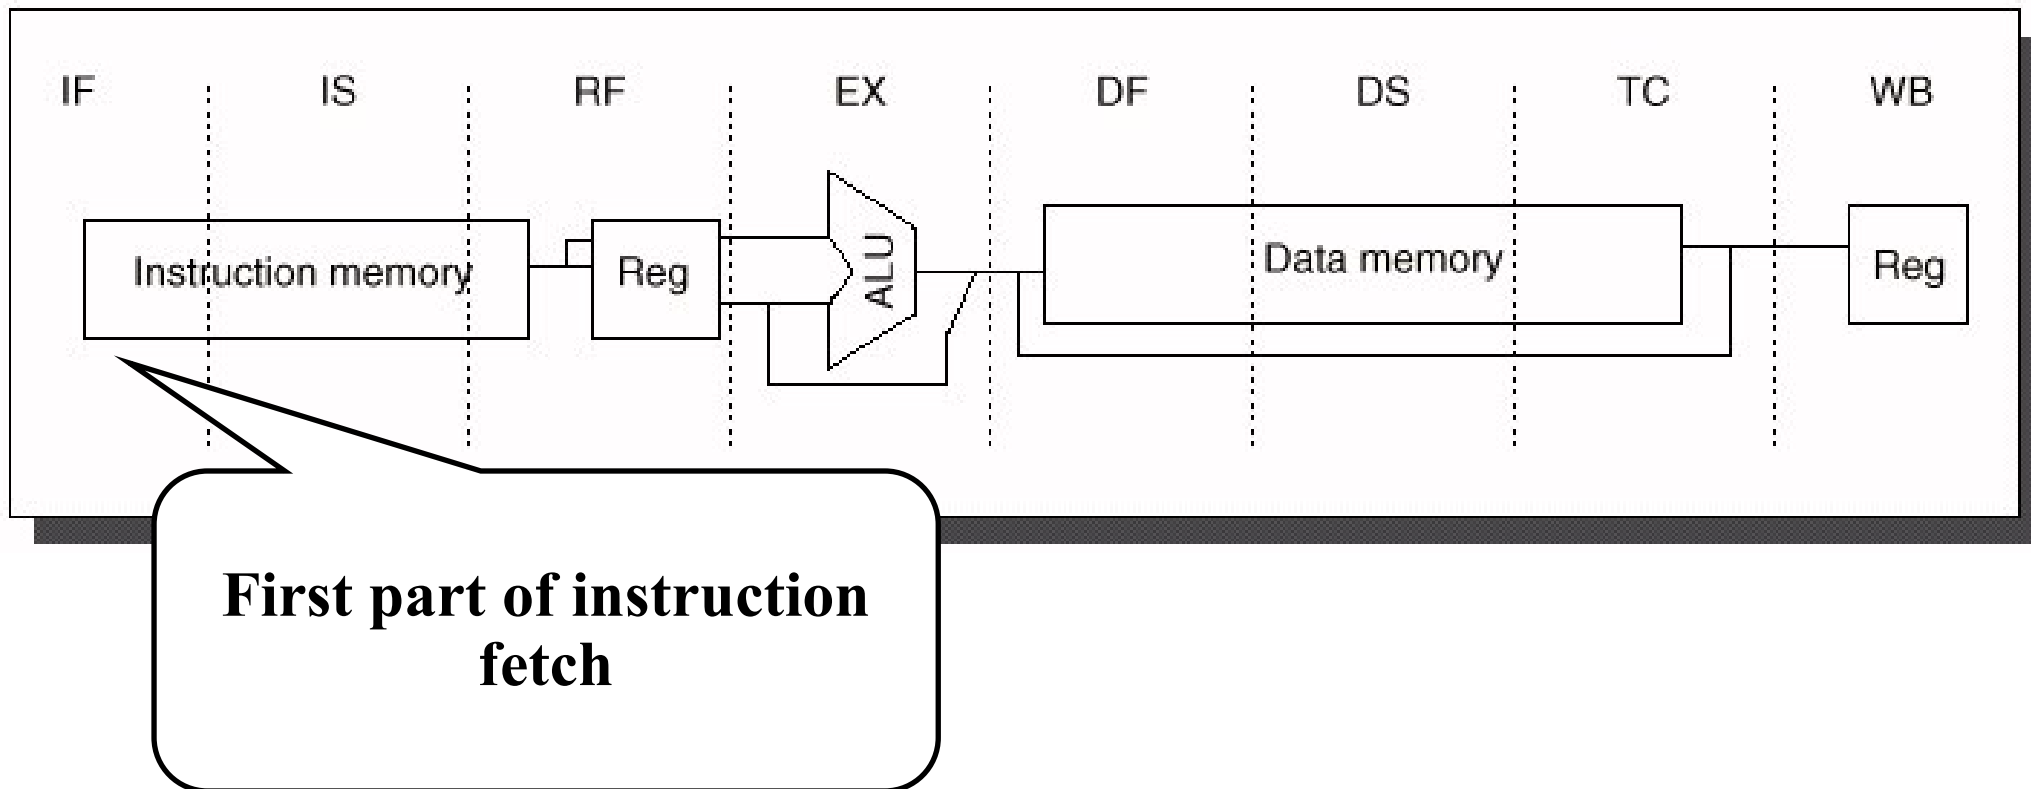 IF IS RF EX DF DS TC WB
Instruction memory Reg ALU Data memory Reg
First part of instruction
fetch